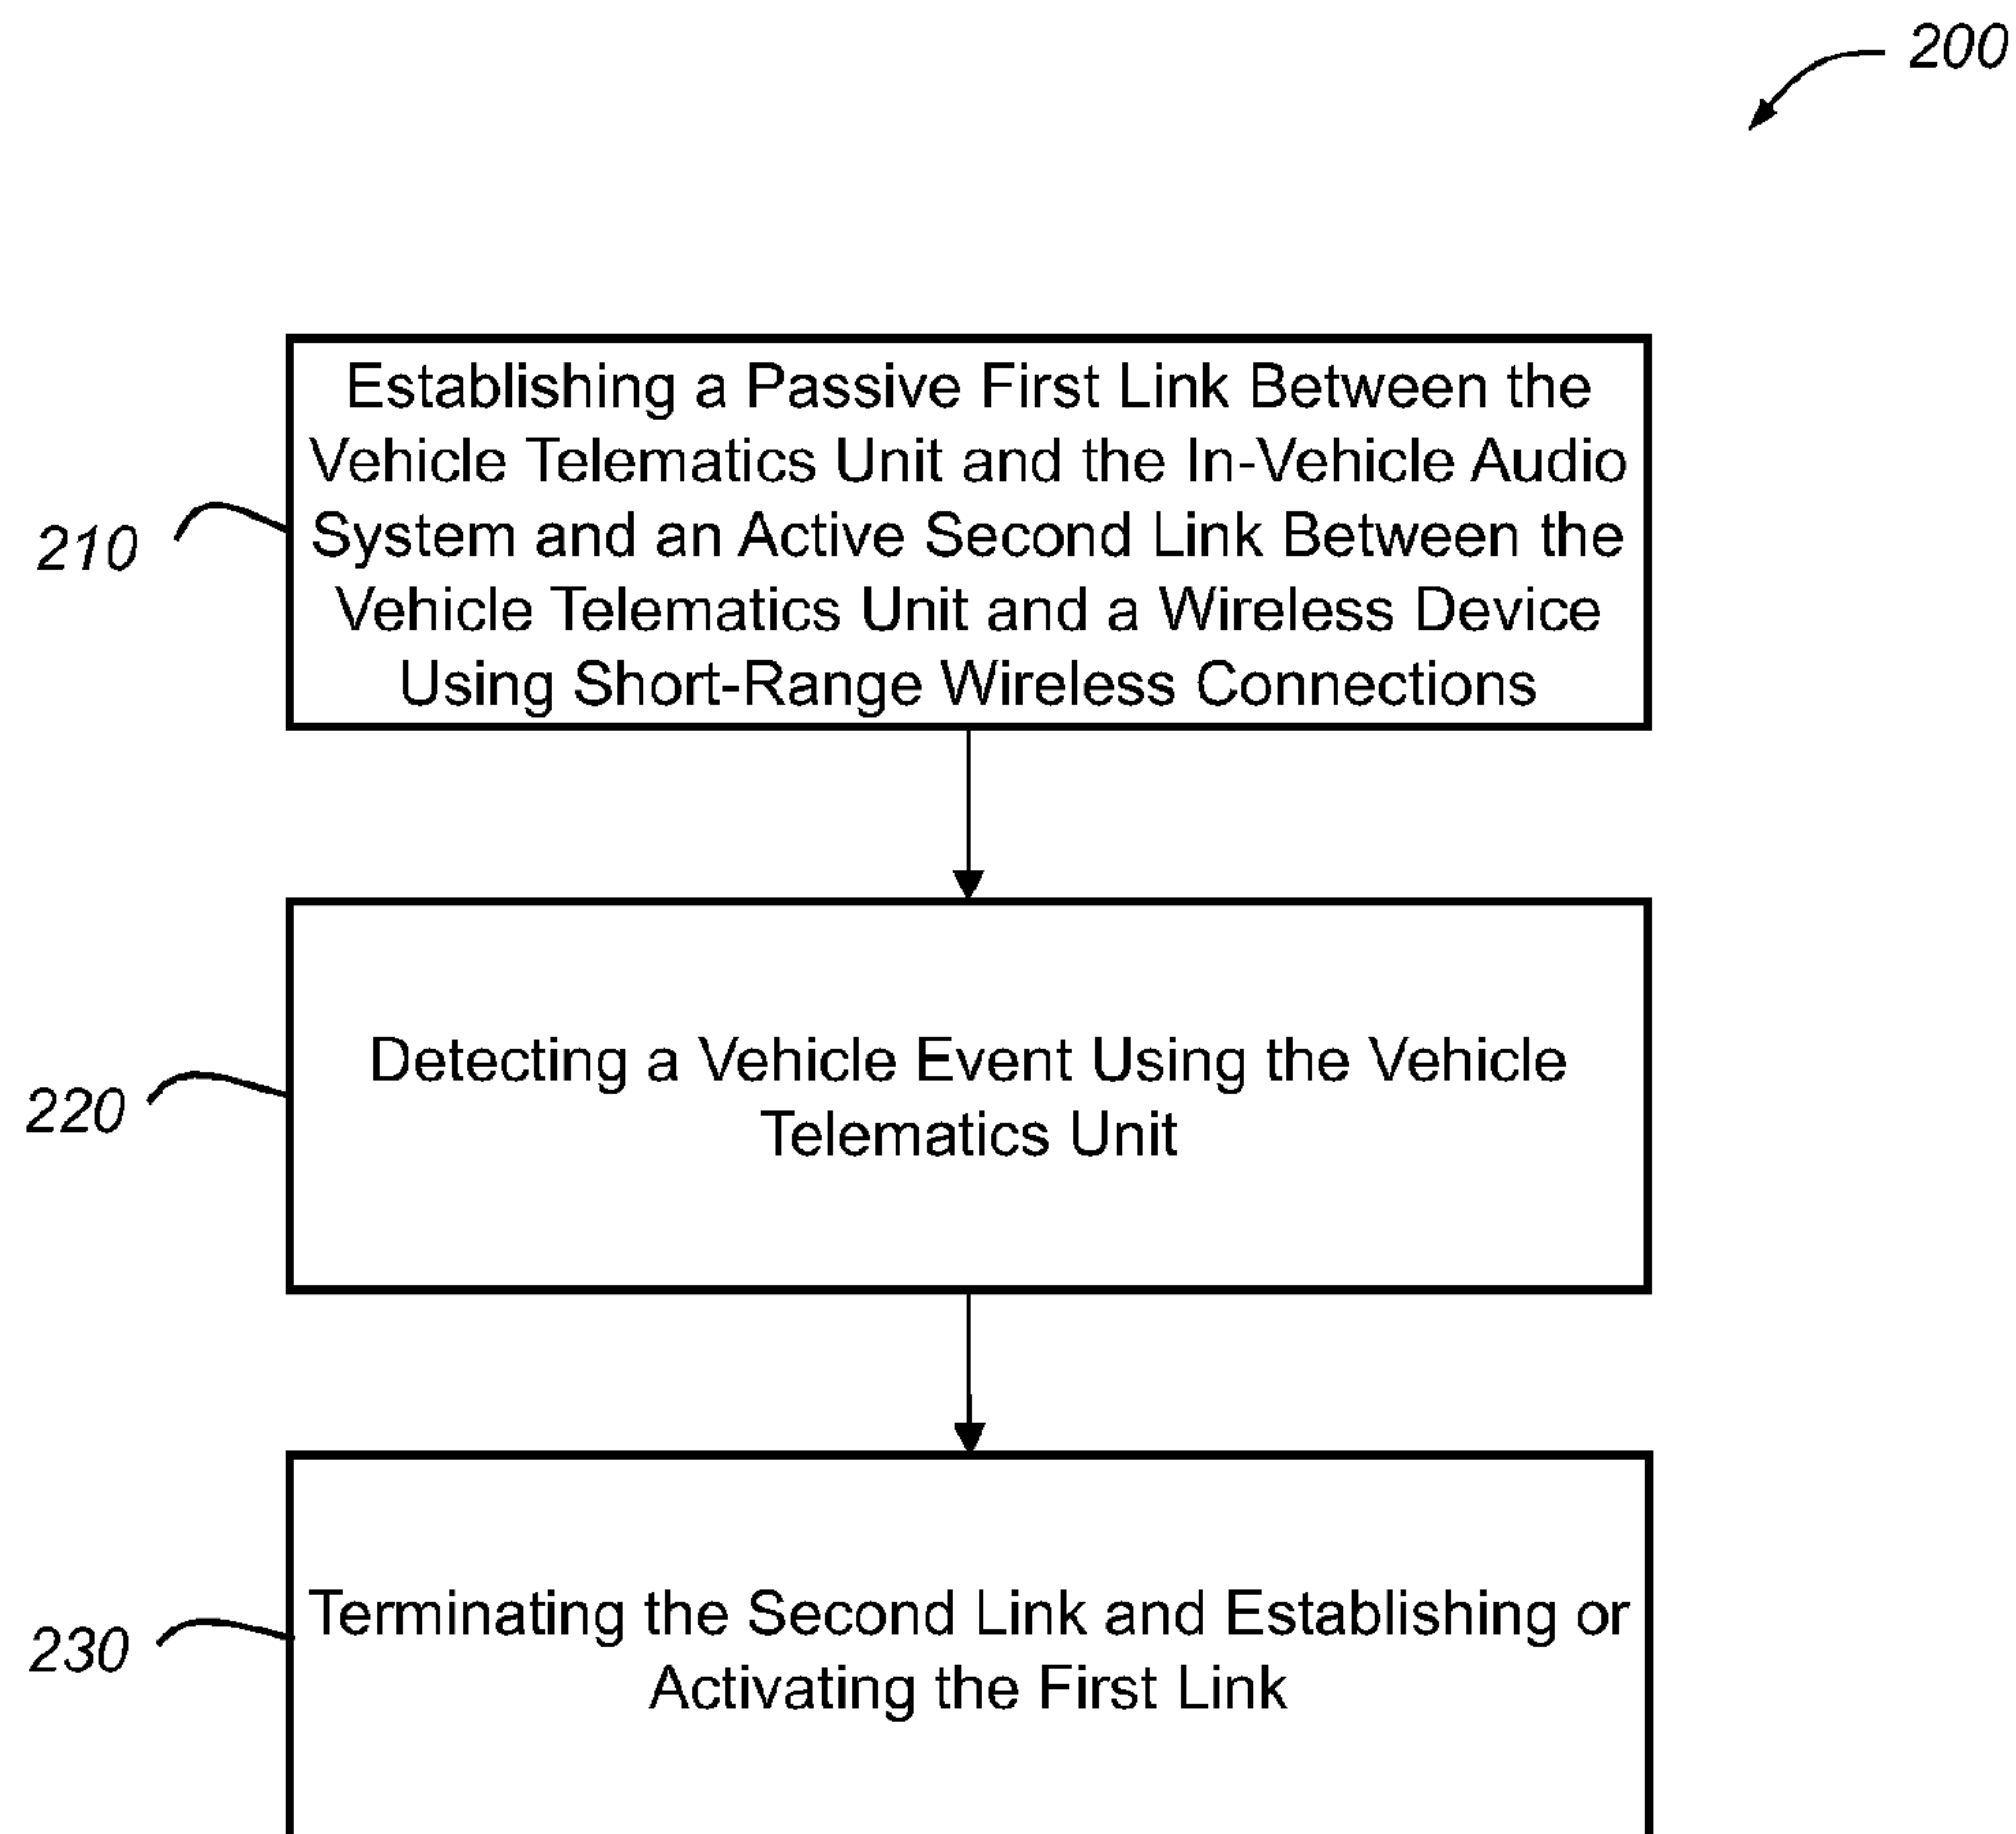 200
Establishing a Passive First Link Between the
Vehicle Telematics Unit and the In-Vehicle Audio
System and an Active Second Link Between the
Vehicle Telematics Unit and a Wireless Device
Using Short-Range Wireless Connections
210
Detecting a Vehicle Event Using the Vehicle
Telematics Unit
220
Terminating the Second Link and Establishing or
Activating the First Link
230